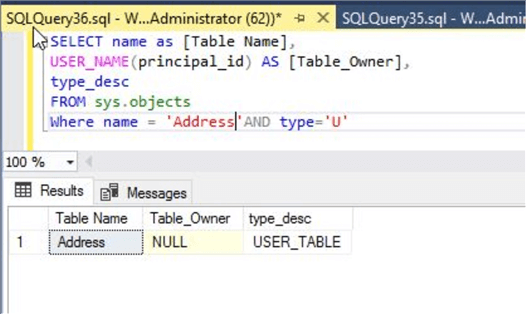 SQLQuery36.sql - W...Administrator (62))* SQLQuery35.sql - W...Admin
SELECT name as [Table Name],
USER_NAME(principal_id) AS [Table_Owner],
type_desc
FROM sys.objects
Where name = 'Address'AND type='U'
100 %
Results Messages
Table Name Table_Owner type_desc
1 Address NULL USER_TABLE